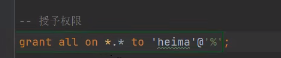 -- 授予权限
grant all on *.* to 'heima'@'%';